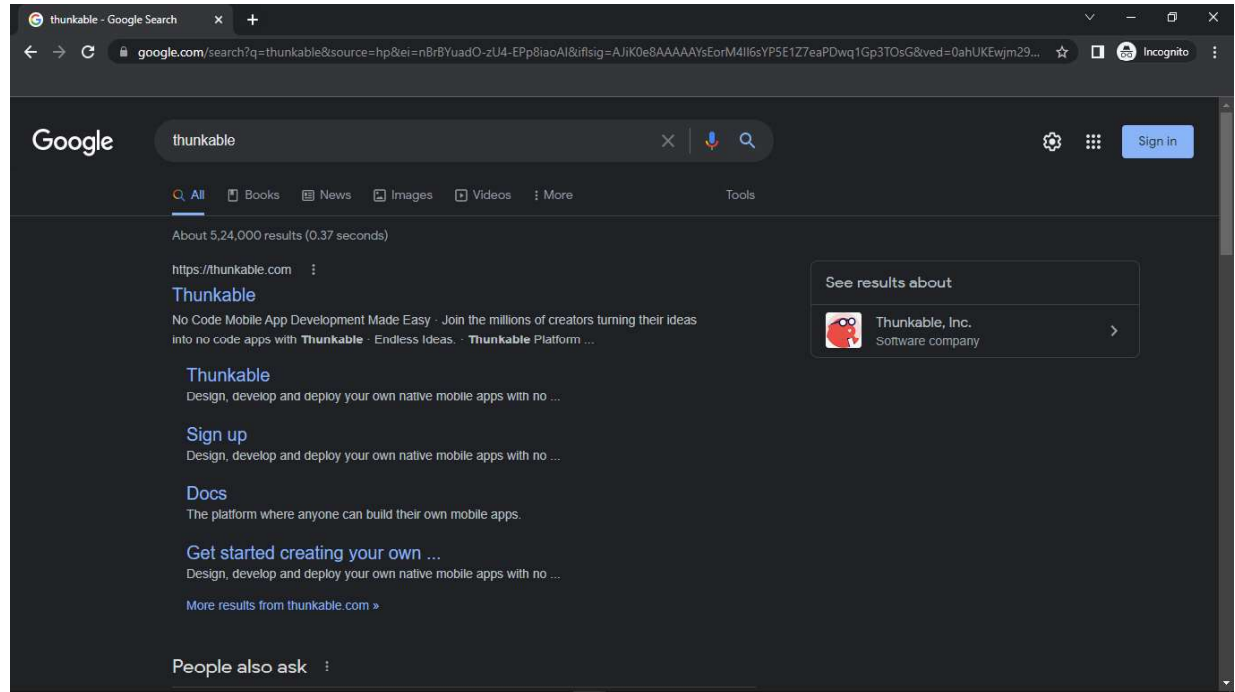 thunkable - Google Search
google.com/search?q=thunkable&source=hp&ei=nBrBYuadO-zU4-EPp8iaoAI&iflsig=AJiK0e8AAAAAYsEorM4Il6sYP5E1Z7eaPDwq1Gp3TOsG&ved=0ahUKEwjm29...
Incognito
Google
thunkable
Sign in
All Books News Images Videos More Tools
About 5,24,000 results (0.37 seconds)
https://thunkable.com
Thunkable
No Code Mobile App Development Made Easy · Join the millions of creators turning their ideas
into no code apps with Thunkable · Endless Ideas. · Thunkable Platform ...
Thunkable
Design, develop and deploy your own native mobile apps with no ...
Sign up
Design, develop and deploy your own native mobile apps with no ...
Docs
The platform where anyone can build their own mobile apps.
Get started creating your own ...
Design, develop and deploy your own native mobile apps with no ...
More results from thunkable.com »
People also ask
See results about
Thunkable, Inc.
Software company